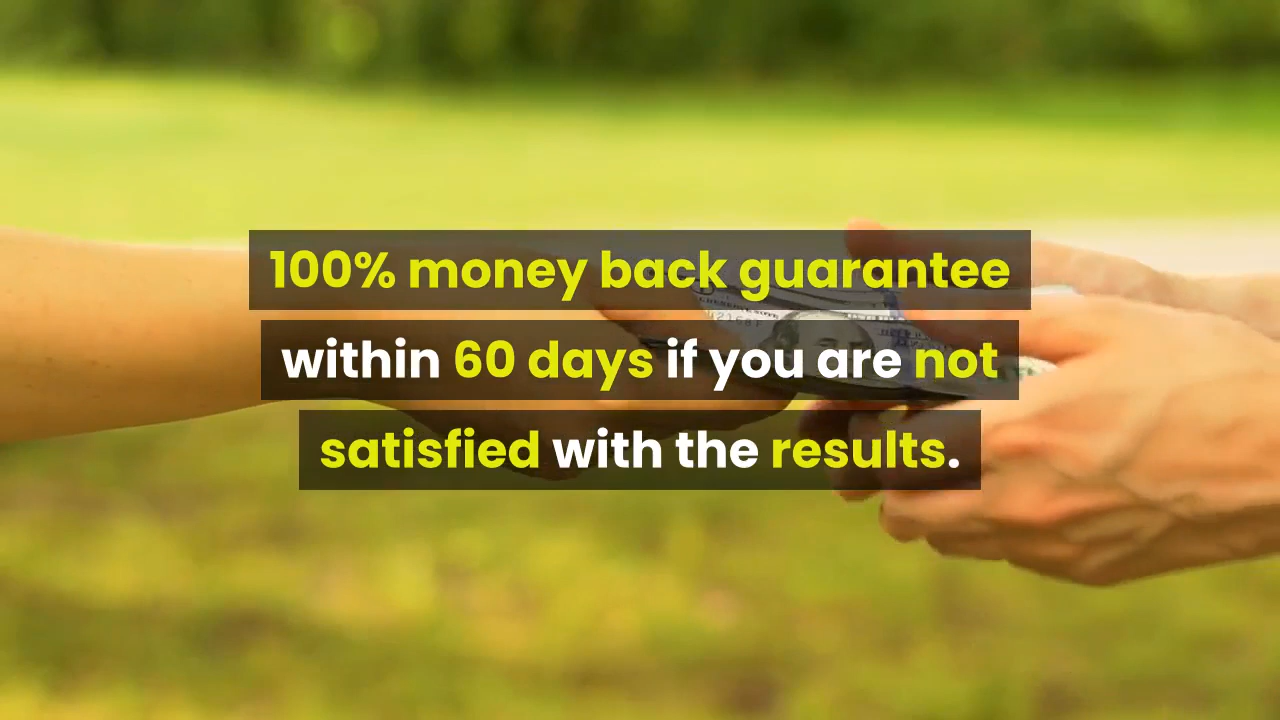 100% money back guarantee
within 60 days if you are not
satisfied with the results.